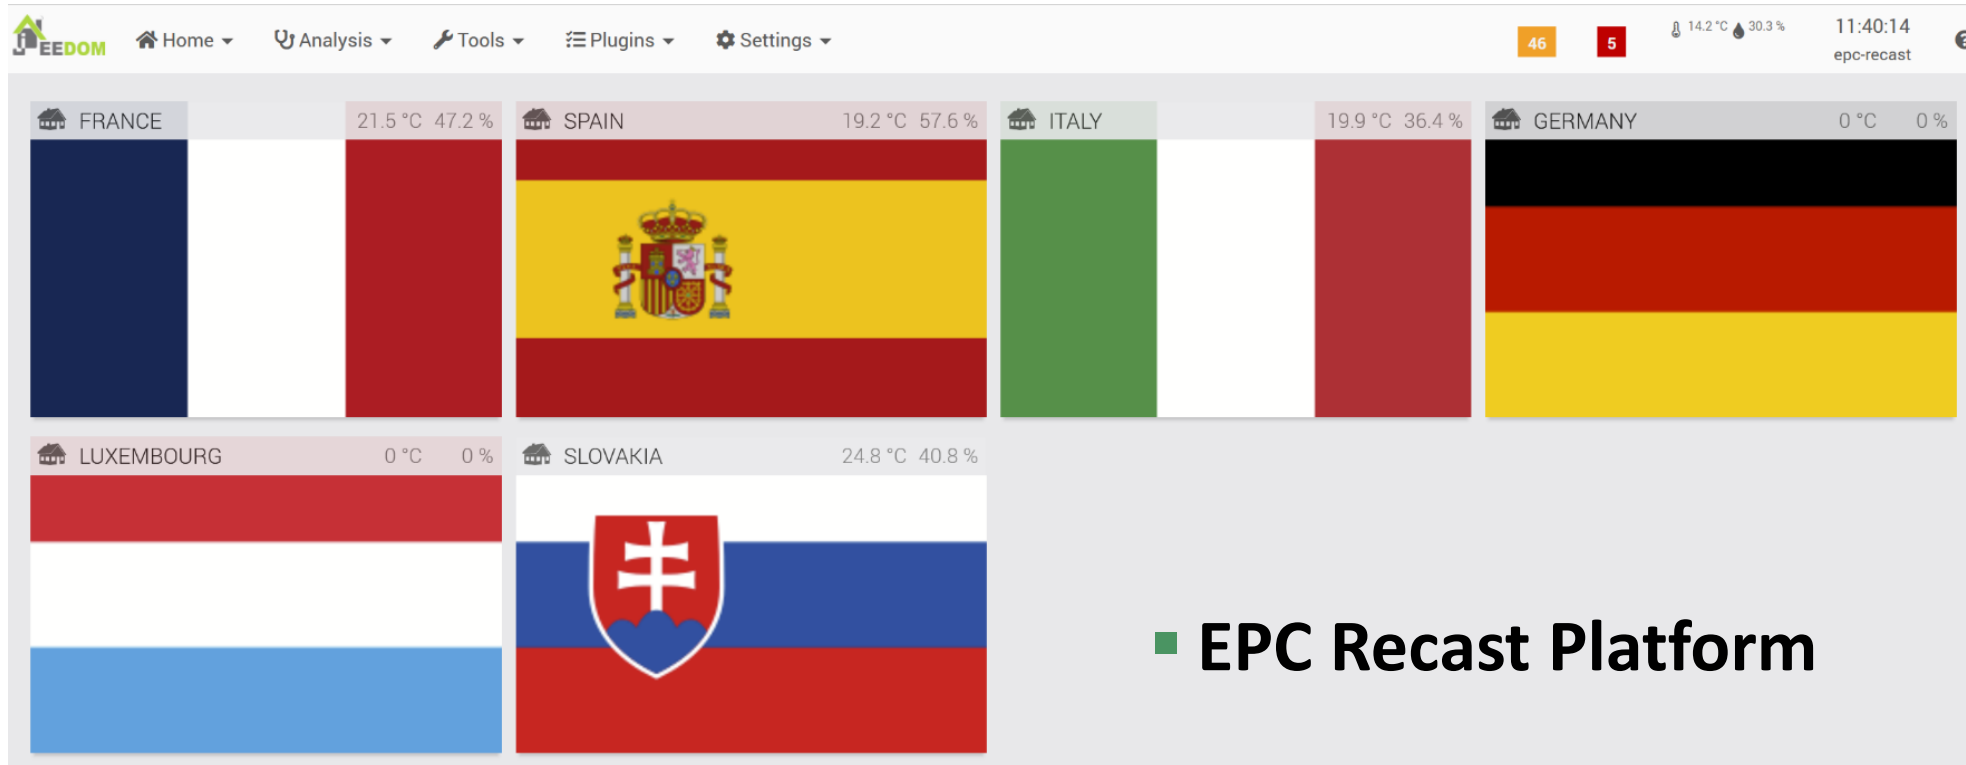 JEEDOM Home Analysis Tools Plugins Settings 46 5 14.2 °C 30.3 % 11:40:14
epc-recast
FRANCE 21.5 °C 47.2 % SPAIN 19.2 °C 57.6 % ITALY 19.9 °C 36.4 % GERMANY 0 °C 0 %
LUXEMBOURG 0 °C 0 % SLOVAKIA 24.8 °C 40.8 %
EPC Recast Platform